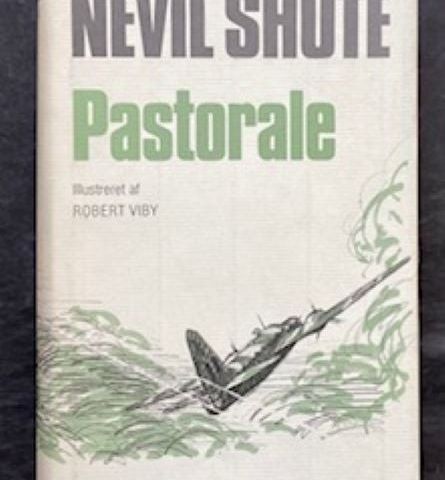 NEVIL SHUTE
Pastorale
Illustreret af
ROBERT VIBY